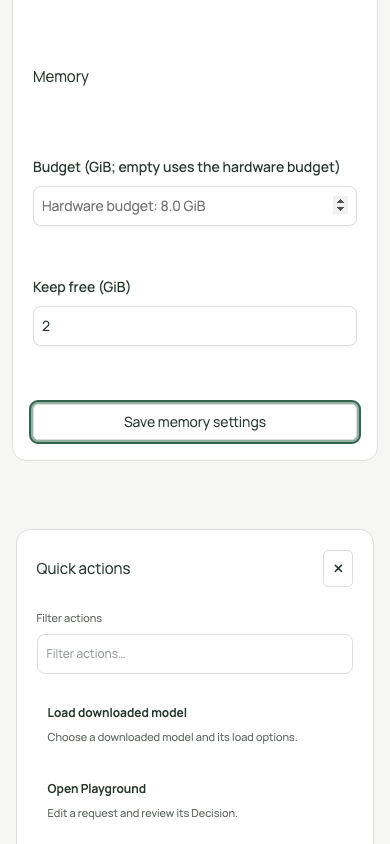 Memory
Budget (GiB; empty uses the hardware budget)
Hardware budget: 8.0 GiB
Keep free (GiB)
2
Save memory settings
Quick actions
×
Filter actions
Filter actions...
Load downloaded model
Choose a downloaded model and its load options.
Open Playground
Edit a request and review its Decision.